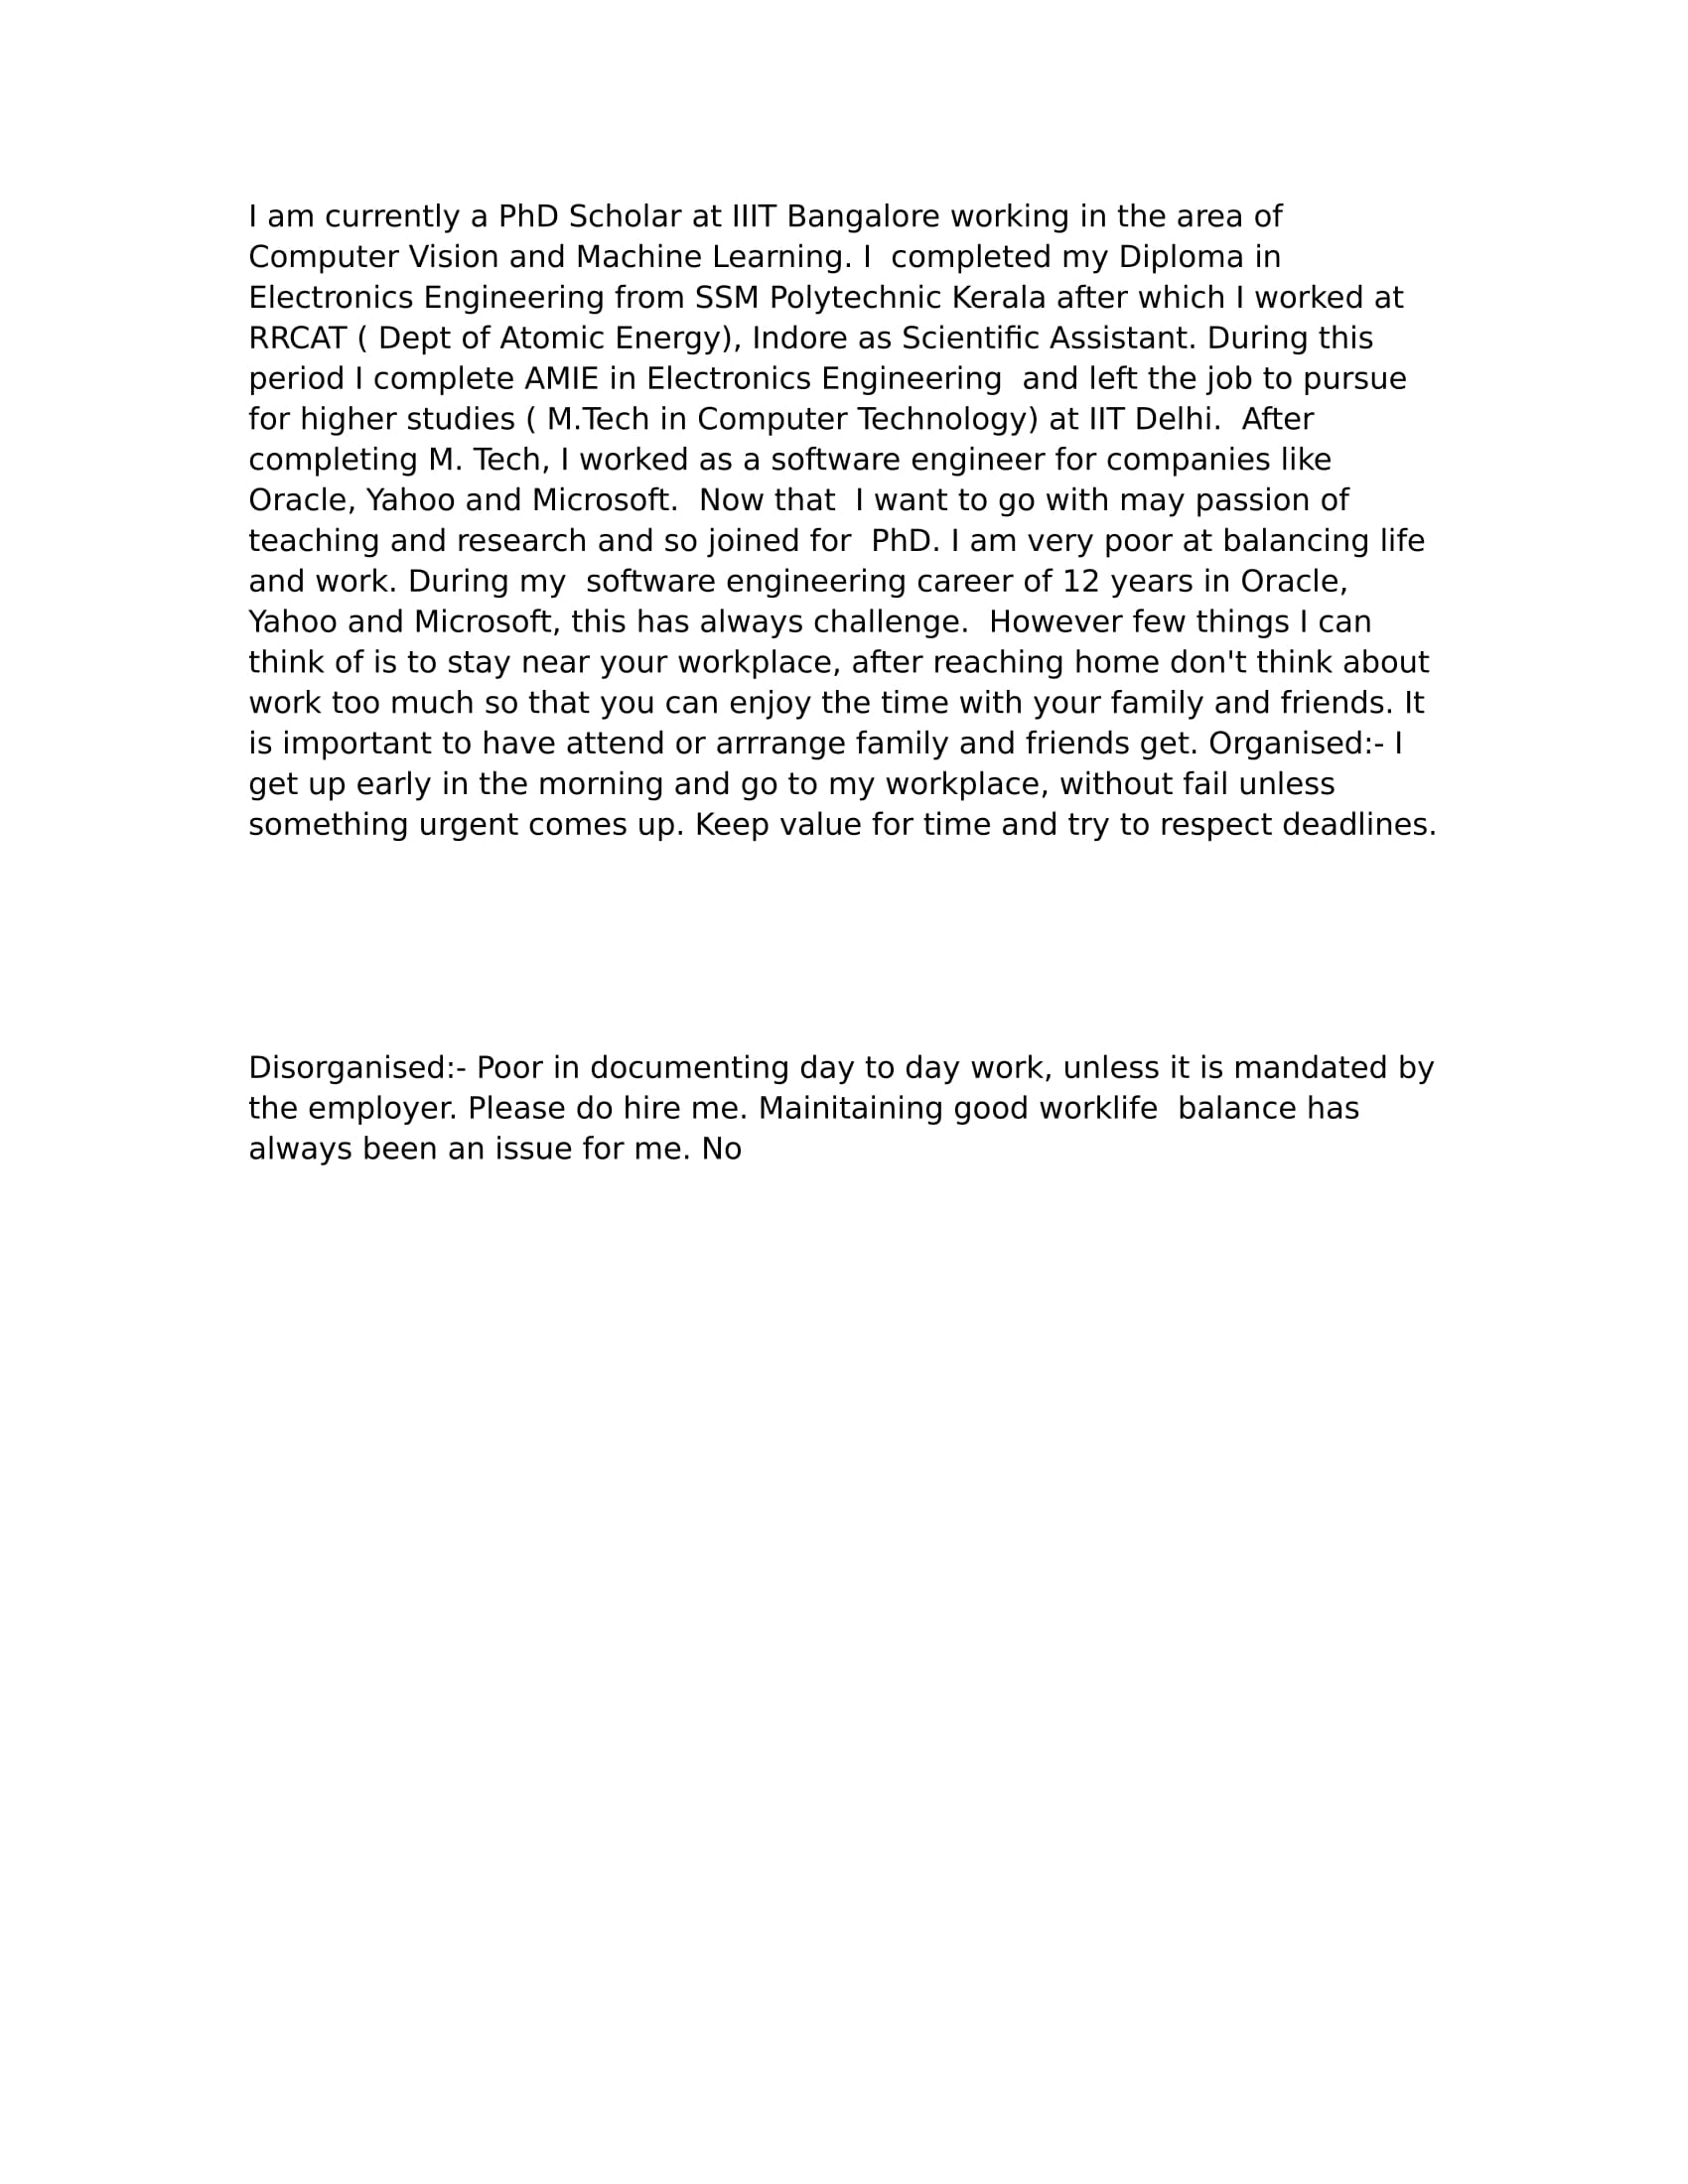 I am currently a PhD Scholar at IIIT Bangalore working in the area of
Computer Vision and Machine Learning. I  completed my Diploma in
Electronics Engineering from SSM Polytechnic Kerala after which I worked at
RRCAT ( Dept of Atomic Energy), Indore as Scientific Assistant. During this
period I complete AMIE in Electronics Engineering  and left the job to pursue
for higher studies ( M.Tech in Computer Technology) at IIT Delhi.  After
completing M. Tech, I worked as a software engineer for companies like
Oracle, Yahoo and Microsoft.  Now that  I want to go with may passion of
teaching and research and so joined for  PhD. I am very poor at balancing life
and work. During my  software engineering career of 12 years in Oracle,
Yahoo and Microsoft, this has always challenge.  However few things I can
think of is to stay near your workplace, after reaching home don't think about
work too much so that you can enjoy the time with your family and friends. It
is important to have attend or arrrange family and friends get. Organised:- I
get up early in the morning and go to my workplace, without fail unless
something urgent comes up. Keep value for time and try to respect deadlines.
Disorganised:- Poor in documenting day to day work, unless it is mandated by
the employer. Please do hire me. Mainitaining good worklife  balance has
always been an issue for me. No